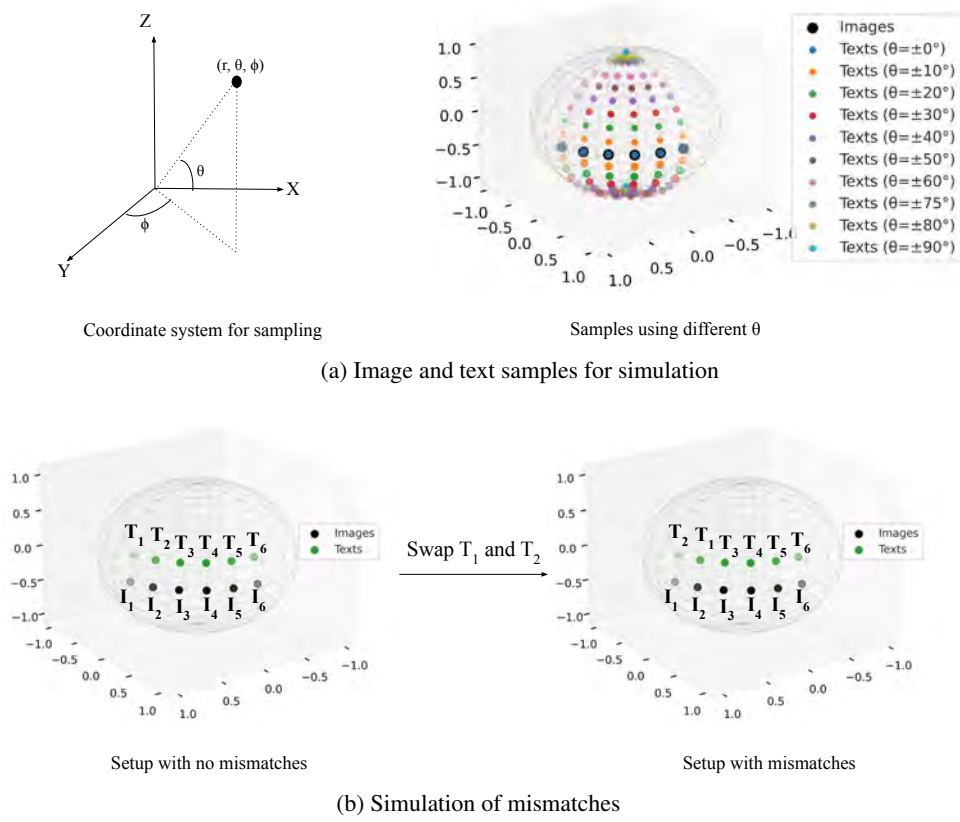 Z
(r, θ, ϕ)
θ
X
ϕ
Y
Coordinate system for sampling
1.0
0.5
0.0
−0.5
−1.0
−1.0
−0.5
0.0
0.5
1.0
1.0
0.5
0.0
−0.5
−1.0
Images
Texts (θ=±0°)
Texts (θ=±10°)
Texts (θ=±20°)
Texts (θ=±30°)
Texts (θ=±40°)
Texts (θ=±50°)
Texts (θ=±60°)
Texts (θ=±75°)
Texts (θ=±80°)
Texts (θ=±90°)
Samples using different θ
(a) Image and text samples for simulation
1.0
0.5
0.0
−0.5
−1.0
−1.0
−0.5
0.0
0.5
1.0
1.0
0.5
0.0
−0.5
−1.0
T1 T2 T3 T4 T5 T6
I1 I2 I3 I4 I5 I6
Images
Texts
Setup with no mismatches
Swap T1 and T2
1.0
0.5
0.0
−0.5
−1.0
−1.0
−0.5
0.0
0.5
1.0
1.0
0.5
0.0
−0.5
−1.0
T2 T1 T3 T4 T5 T6
I1 I2 I3 I4 I5 I6
Images
Texts
Setup with mismatches
(b) Simulation of mismatches